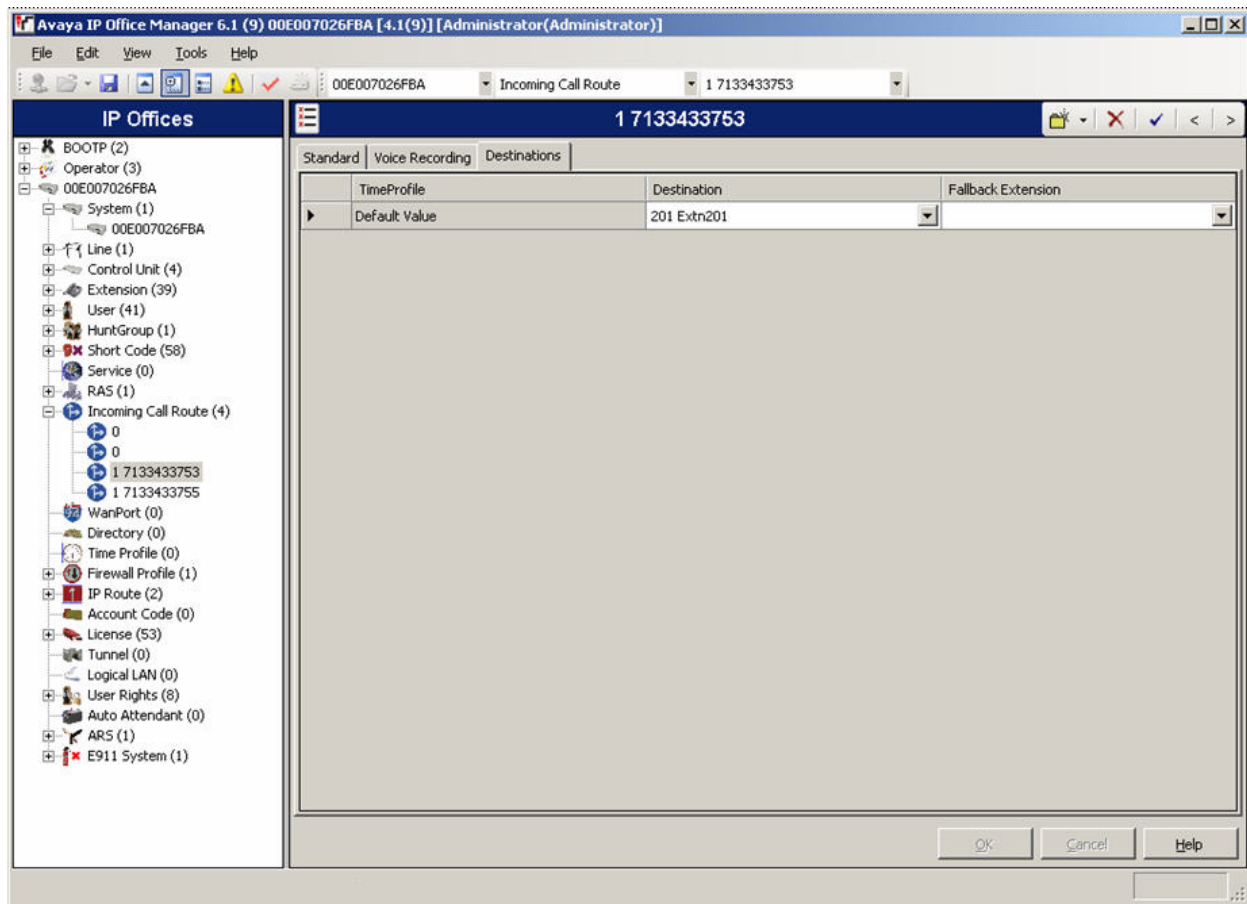 Avaya IP Office Manager 6.1 (9) 00E007026FBA [4.1(9)] [Administrator(Administrator)]
File Edit View Tools Help
00E007026FBA Incoming Call Route 1 7133433753
IP Offices
1 7133433753
BOOTP (2)
Operator (3)
00E007026FBA
System (1)
00E007026FBA
Line (1)
Control Unit (4)
Extension (39)
User (41)
HuntGroup (1)
Short Code (58)
Service (0)
RAS (1)
Incoming Call Route (4)
0
0
1 7133433753
1 7133433755
WanPort (0)
Directory (0)
Time Profile (0)
Firewall Profile (1)
IP Route (2)
Account Code (0)
License (53)
Tunnel (0)
Logical LAN (0)
User Rights (8)
Auto Attendant (0)
ARS (1)
E911 System (1)
Standard Voice Recording Destinations
TimeProfile Destination Fallback Extension
Default Value 201 Extn201
OK Cancel Help